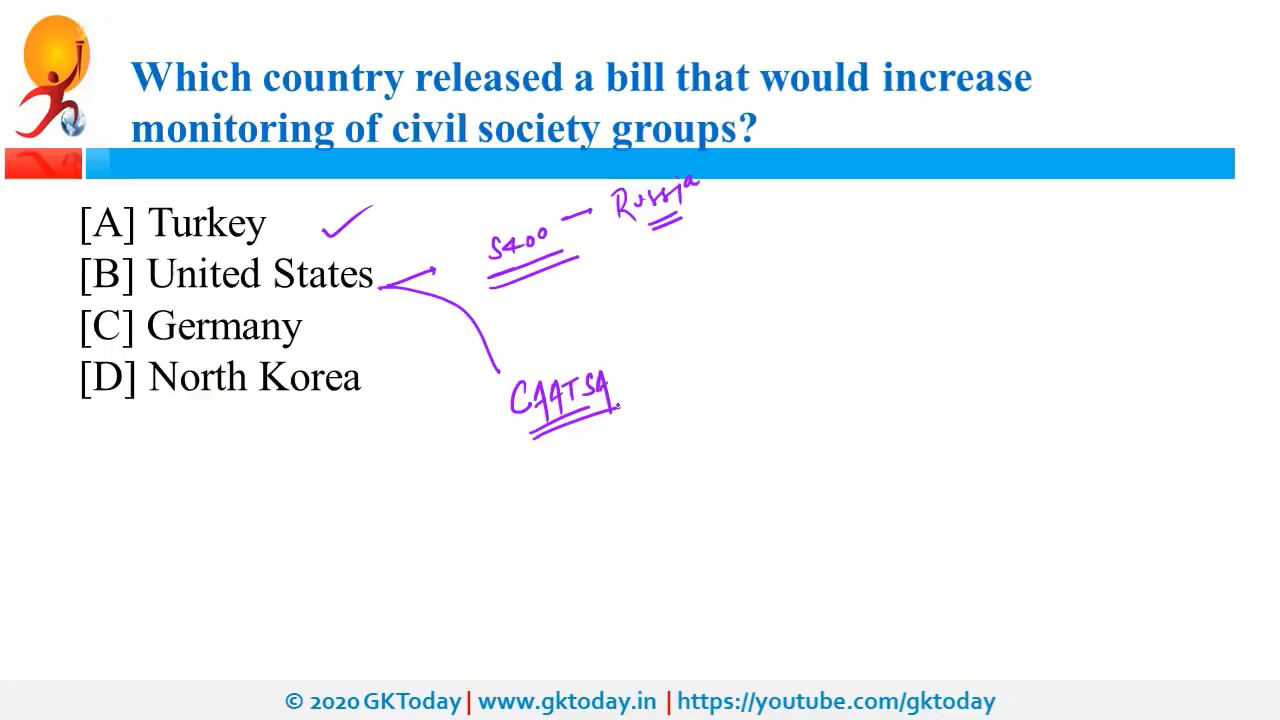 Which country released a bill that would increase
monitoring of civil society groups?
[A] Turkey
S400 – Russia
[B] United States
[C] Germany
[D] North Korea
CAATSA
© 2020 GKToday | www.gktoday.in | https://youtube.com/gktoday